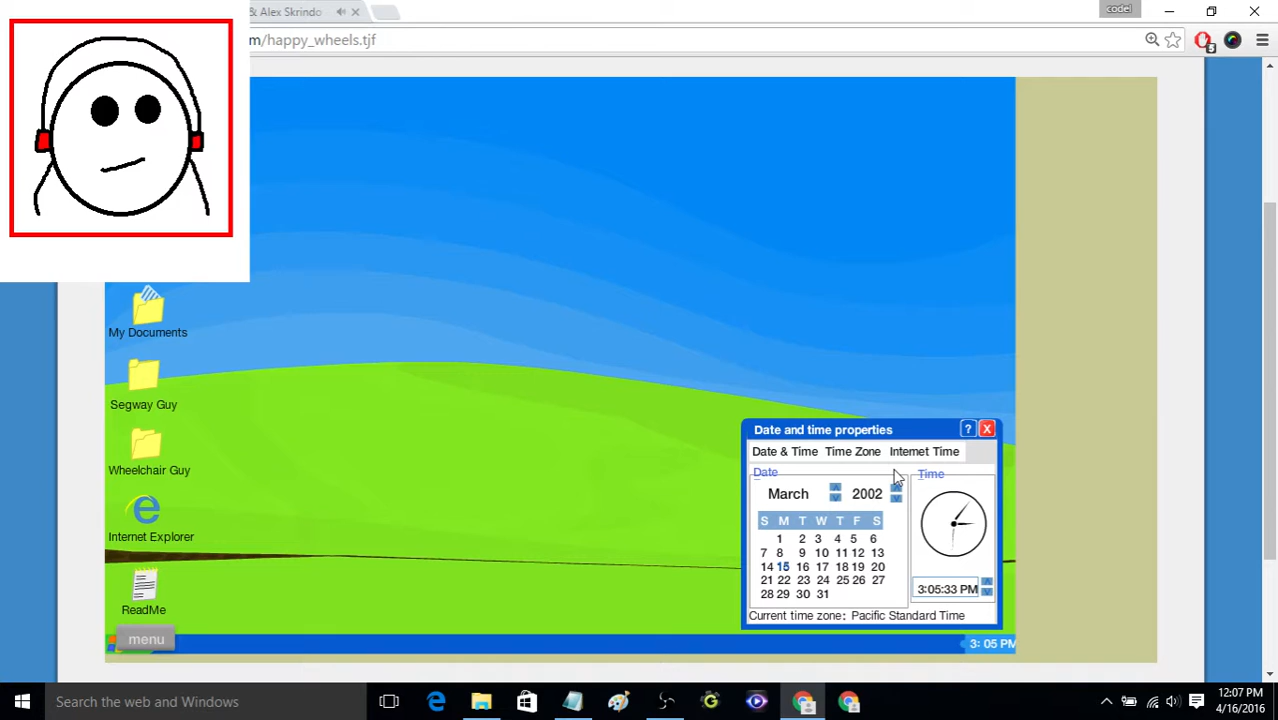 & Alex Skrindo
codel
m/happy_wheels.tjf
5
My Documents
Segway Guy
Wheelchair Guy
Internet Explorer
ReadMe
menu
Date and time properties
?
X
Date & Time Time Zone Internet Time
Date
Time
March
2002
S M T W T F S
1 2 3 4 5 6
7 8 9 10 11 12 13
14 15 16 17 18 19 20
21 22 23 24 25 26 27
28 29 30 31
3:05:33 PM
Current time zone: Pacific Standard Time
3: 05 PM
Search the web and Windows
12:07 PM
4/16/2016